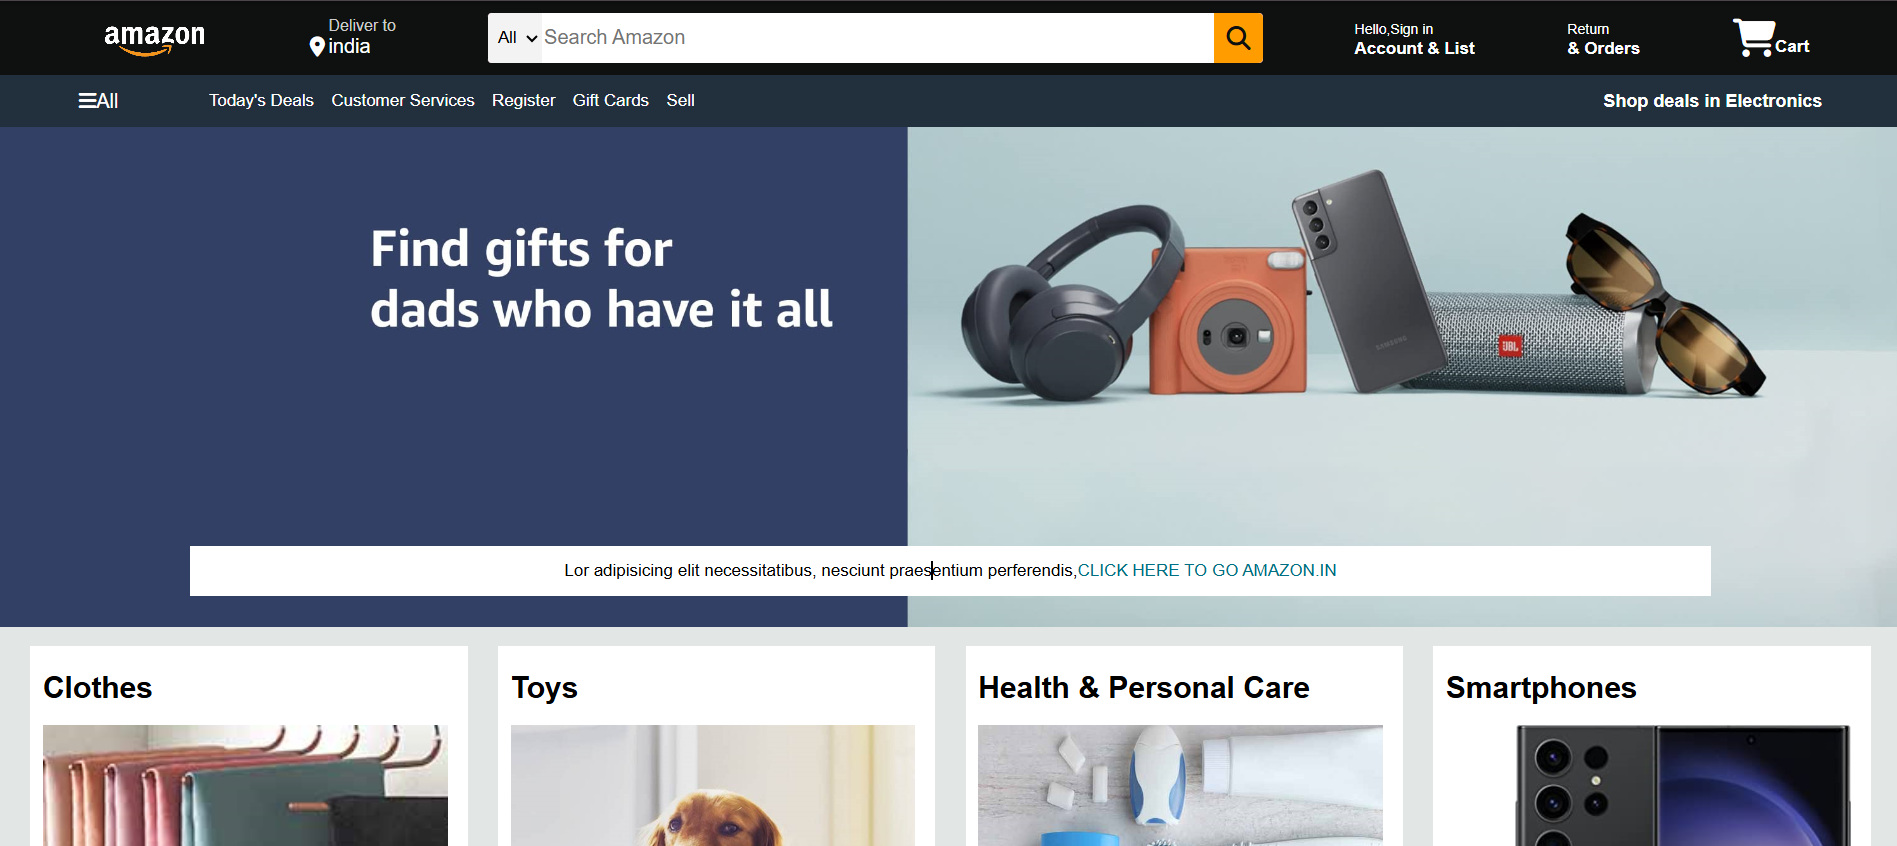 amazon
Deliver to
india
All
Search Amazon
Hello,Sign in
Account & List
Return
& Orders
Cart
All
Today's Deals
Customer Services
Register
Gift Cards
Sell
Shop deals in Electronics
Find gifts for
dads who have it all
SAMSUNG
JBL
Lor adipisicing elit necessitatibus, nesciunt praesentium perferendis,CLICK HERE TO GO AMAZON.IN
Clothes
Toys
Health & Personal Care
Smartphones